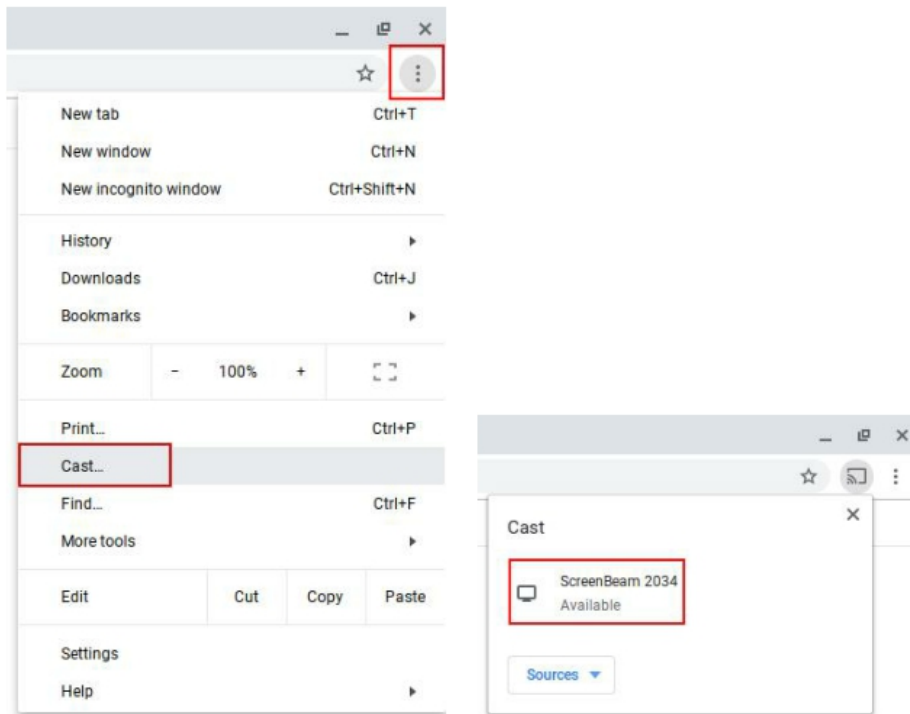 New tab Ctrl+T
New window Ctrl+N
New incognito window Ctrl+Shift+N
History
Downloads Ctrl+J
Bookmarks
Zoom - 100% +
Print... Ctrl+P
Cast...
Find... Ctrl+F
More tools
Edit Cut Copy Paste
Settings
Help
Cast
ScreenBeam 2034
Available
Sources